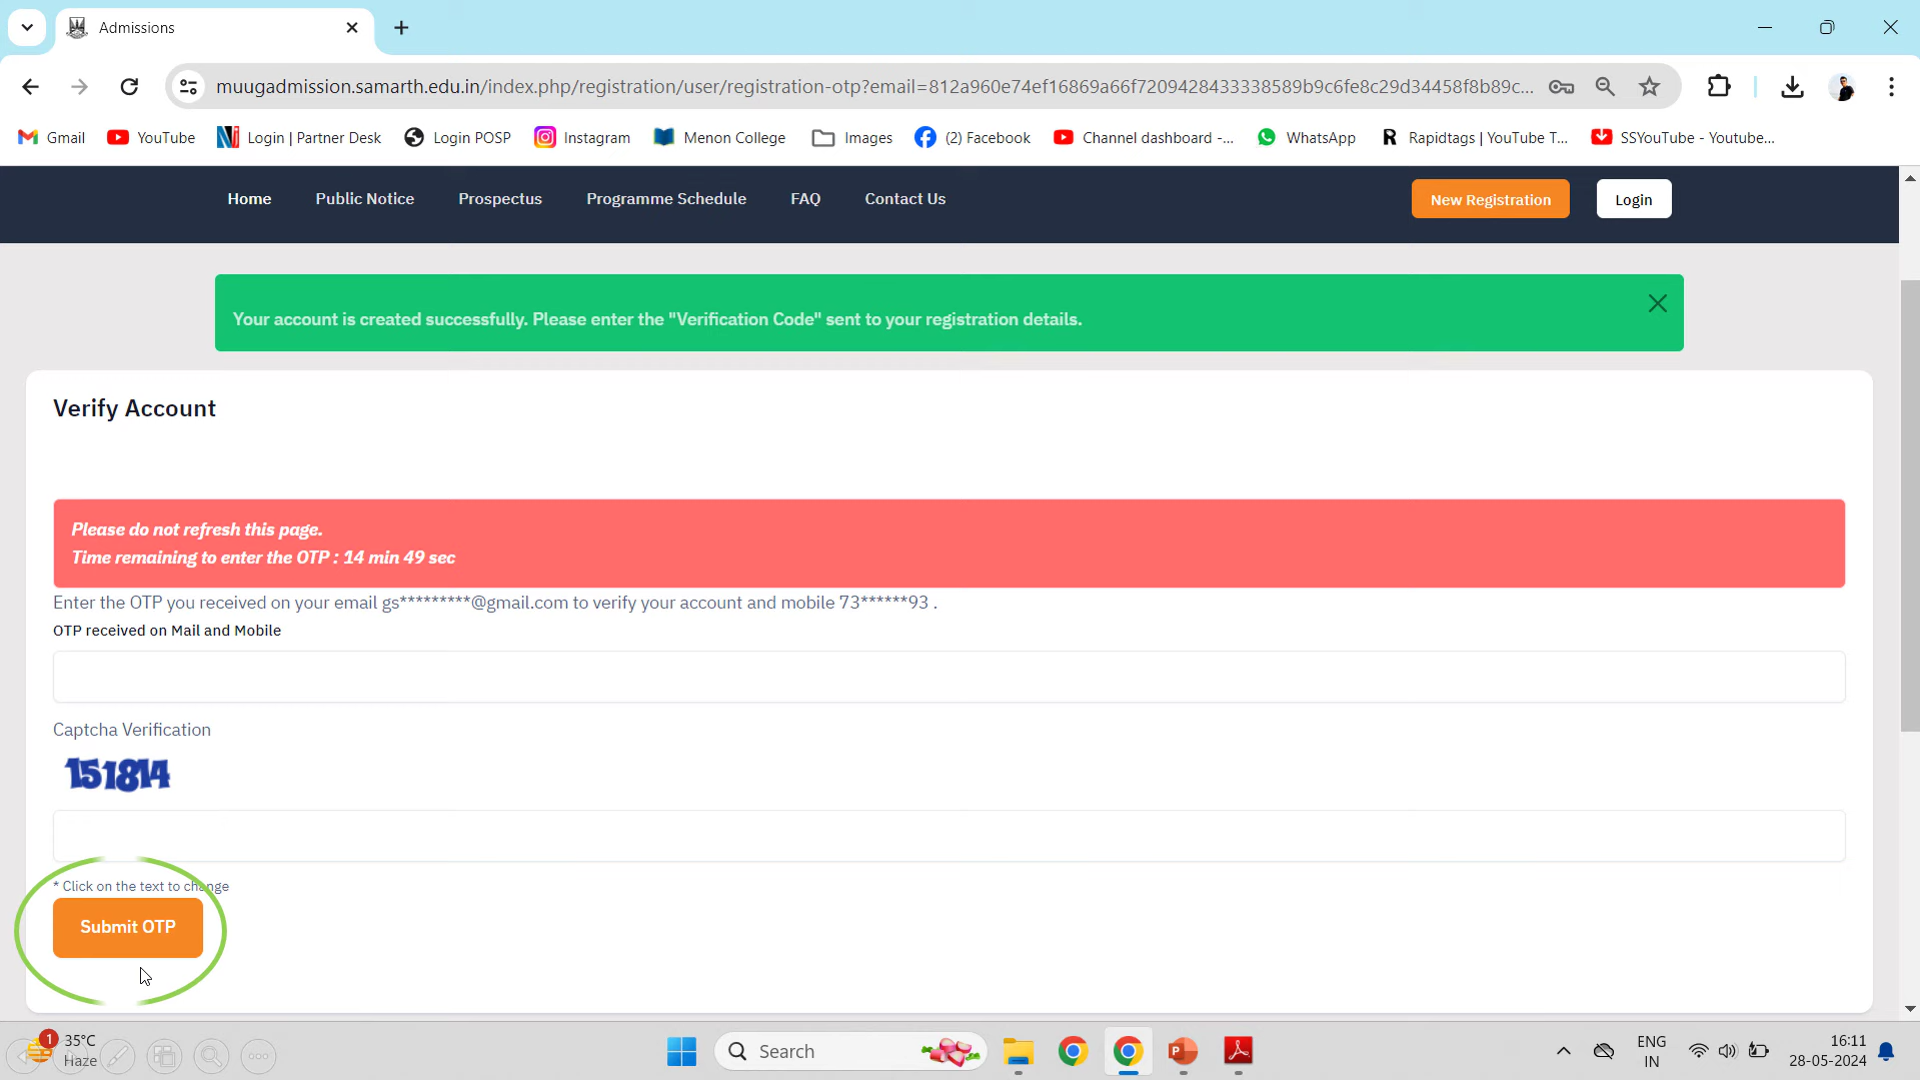 Admissions
muugadmission.samarth.edu.in/index.php/registration/user/registration-otp?email=812a960e74ef16869a66f7209428433338589b9c6fe8c29d34458f8b89c...
Gmail YouTube Login | Partner Desk Login POSP Instagram Menon College Images (2) Facebook Channel dashboard -... WhatsApp Rapidtags | YouTube T... SSYouTube - Youtube...
Home Public Notice Prospectus Programme Schedule FAQ Contact Us New Registration Login
Your account is created successfully. Please enter the "Verification Code" sent to your registration details.
Verify Account
Please do not refresh this page.
Time remaining to enter the OTP : 14 min 49 sec
Enter the OTP you received on your email gs*********@gmail.com to verify your account and mobile 73******93 .
OTP received on Mail and Mobile
Captcha Verification
151814
* Click on the text to change
Submit OTP
1 35°C
Haze
Search
ENG
IN
16:11
28-05-2024